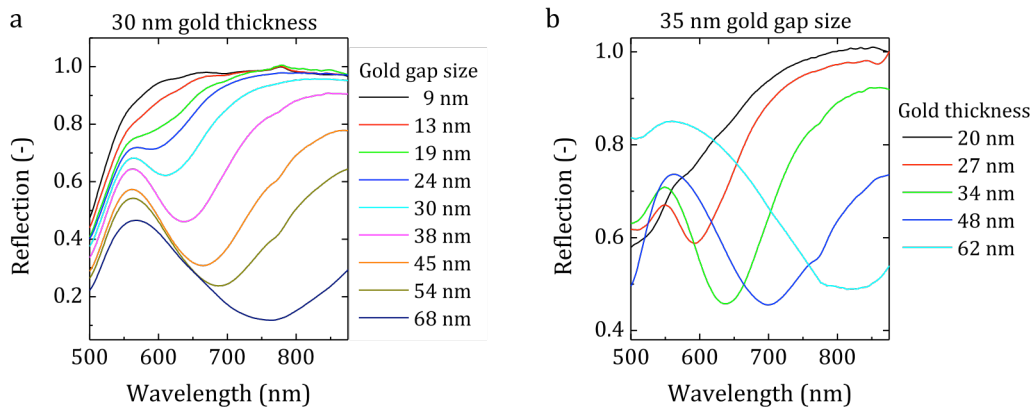 a
30 nm gold thickness
1.0
0.8
0.6
0.4
0.2
Reflection (-)
500 600 700 800
Wavelength (nm)
Gold gap size
9 nm
13 nm
19 nm
24 nm
30 nm
38 nm
45 nm
54 nm
68 nm
b
35 nm gold gap size
1.0
0.8
0.6
0.4
Reflection (-)
500 600 700 800
Wavelength (nm)
Gold thickness
20 nm
27 nm
34 nm
48 nm
62 nm